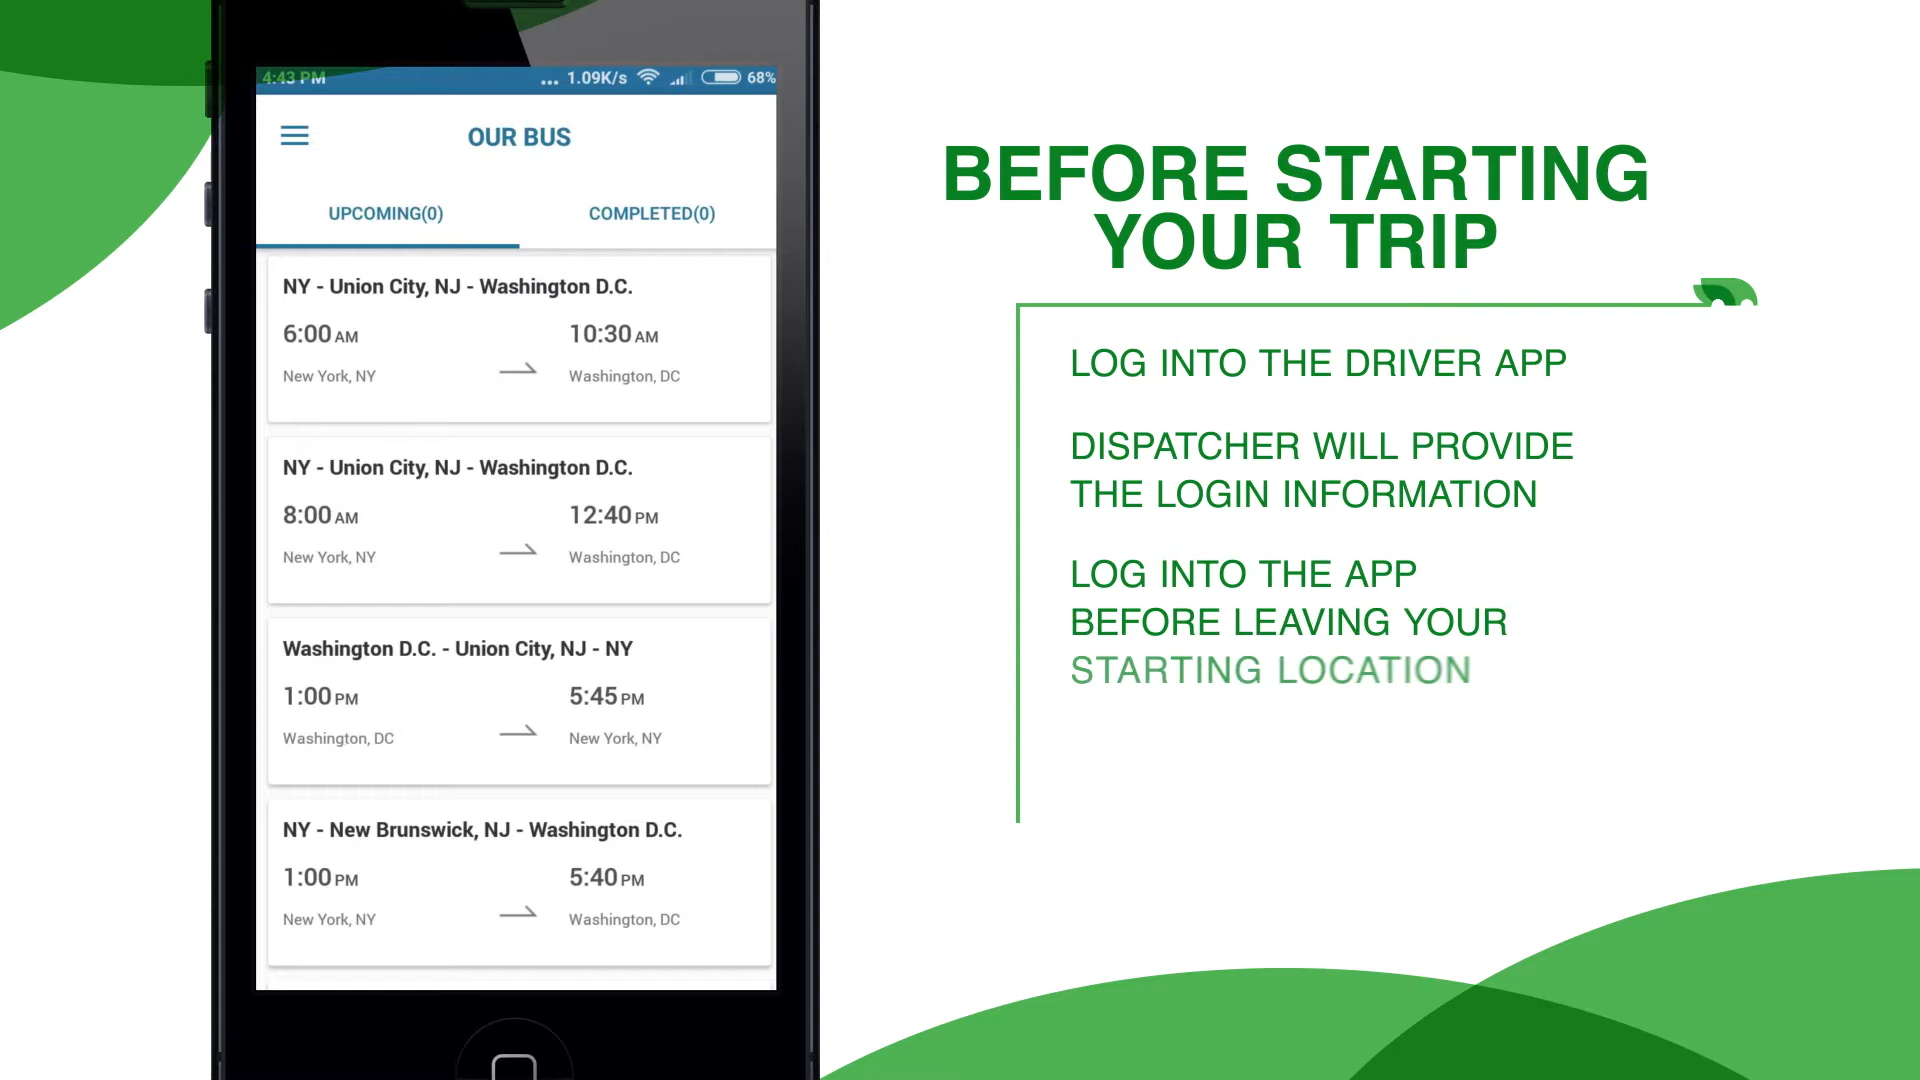 4:43 PM ... 1.09K/s 68%
OUR BUS
UPCOMING(0) COMPLETED(0)
NY - Union City, NJ - Washington D.C.
6:00 AM 10:30 AM
New York, NY Washington, DC
NY - Union City, NJ - Washington D.C.
8:00 AM 12:40 PM
New York, NY Washington, DC
Washington D.C. - Union City, NJ - NY
1:00 PM 5:45 PM
Washington, DC New York, NY
NY - New Brunswick, NJ - Washington D.C.
1:00 PM 5:40 PM
New York, NY Washington, DC
BEFORE STARTING
YOUR TRIP
LOG INTO THE DRIVER APP
DISPATCHER WILL PROVIDE
THE LOGIN INFORMATION
LOG INTO THE APP
BEFORE LEAVING YOUR
STARTING LOCATION